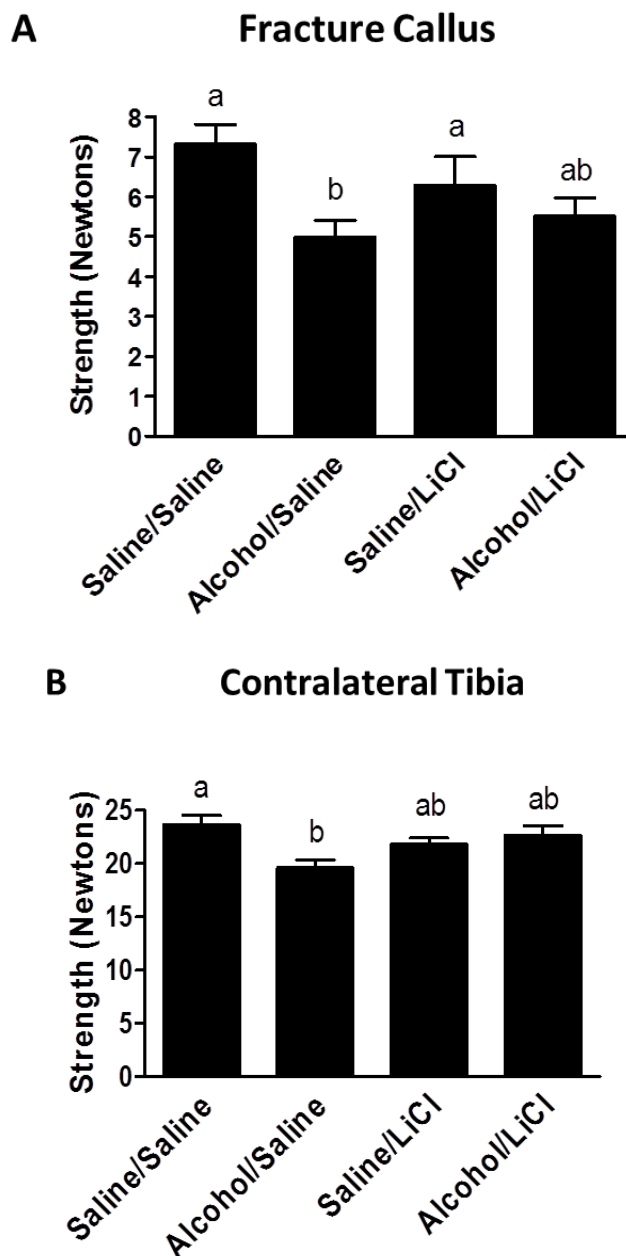 A Fracture Callus
Strength (Newtons)
8
7
6
5
4
3
2
1
0
a
b
a
ab
Saline/Saline
Alcohol/Saline
Saline/LiCl
Alcohol/LiCl
B Contralateral Tibia
Strength (Newtons)
25
20
15
10
5
0
a
b
ab
ab
Saline/Saline
Alcohol/Saline
Saline/LiCl
Alcohol/LiCl